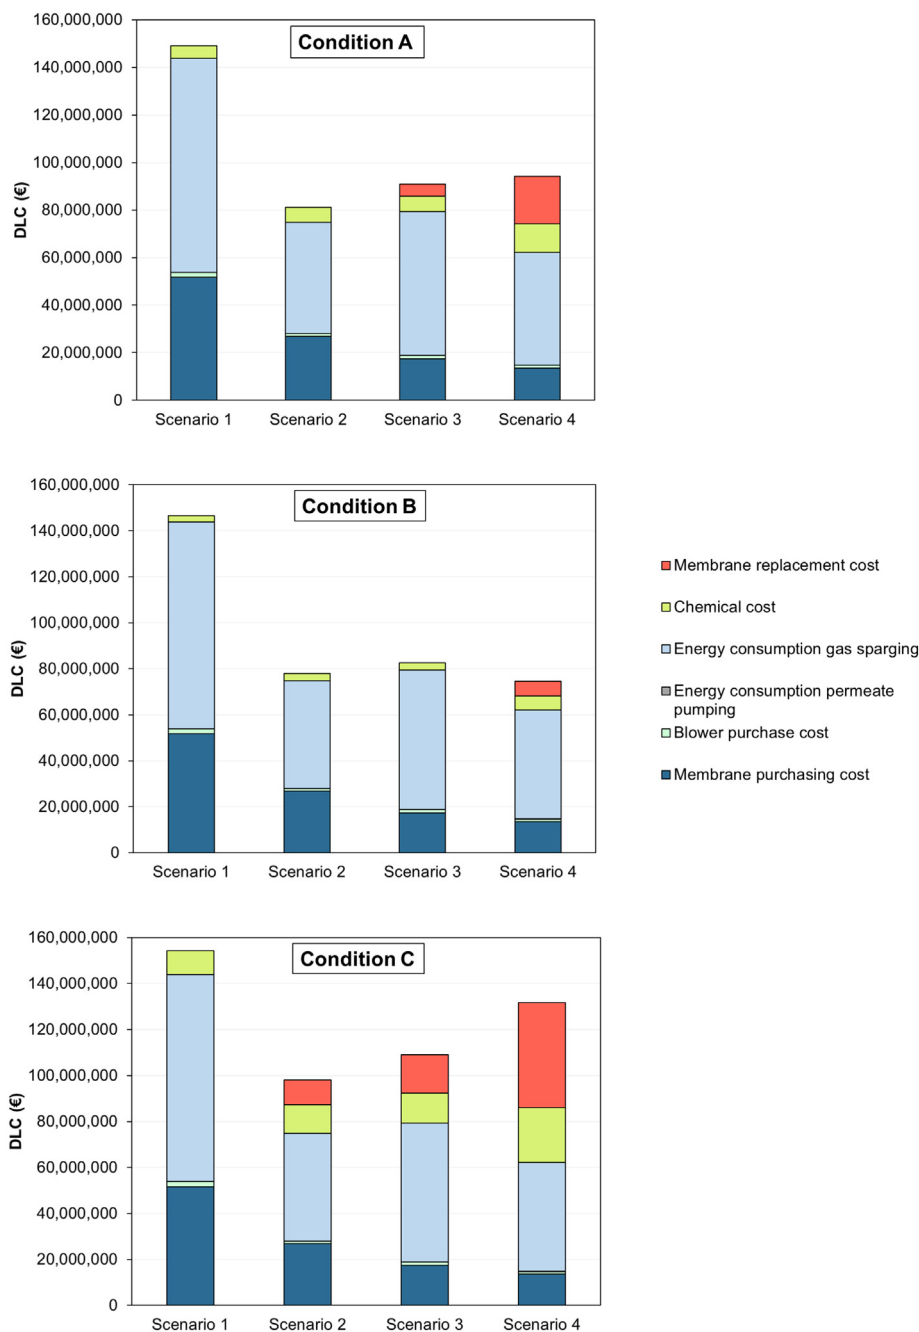 Condition A
DLC (€)
160,000,000
140,000,000
120,000,000
100,000,000
80,000,000
60,000,000
40,000,000
20,000,000
0
Scenario 1 Scenario 2 Scenario 3 Scenario 4
Condition B
DLC (€)
160,000,000
140,000,000
120,000,000
100,000,000
80,000,000
60,000,000
40,000,000
20,000,000
0
Scenario 1 Scenario 2 Scenario 3 Scenario 4
Membrane replacement cost
Chemical cost
Energy consumption gas sparging
Energy consumption permeate
pumping
Blower purchase cost
Membrane purchasing cost
Condition C
DLC (€)
160,000,000
140,000,000
120,000,000
100,000,000
80,000,000
60,000,000
40,000,000
20,000,000
0
Scenario 1 Scenario 2 Scenario 3 Scenario 4